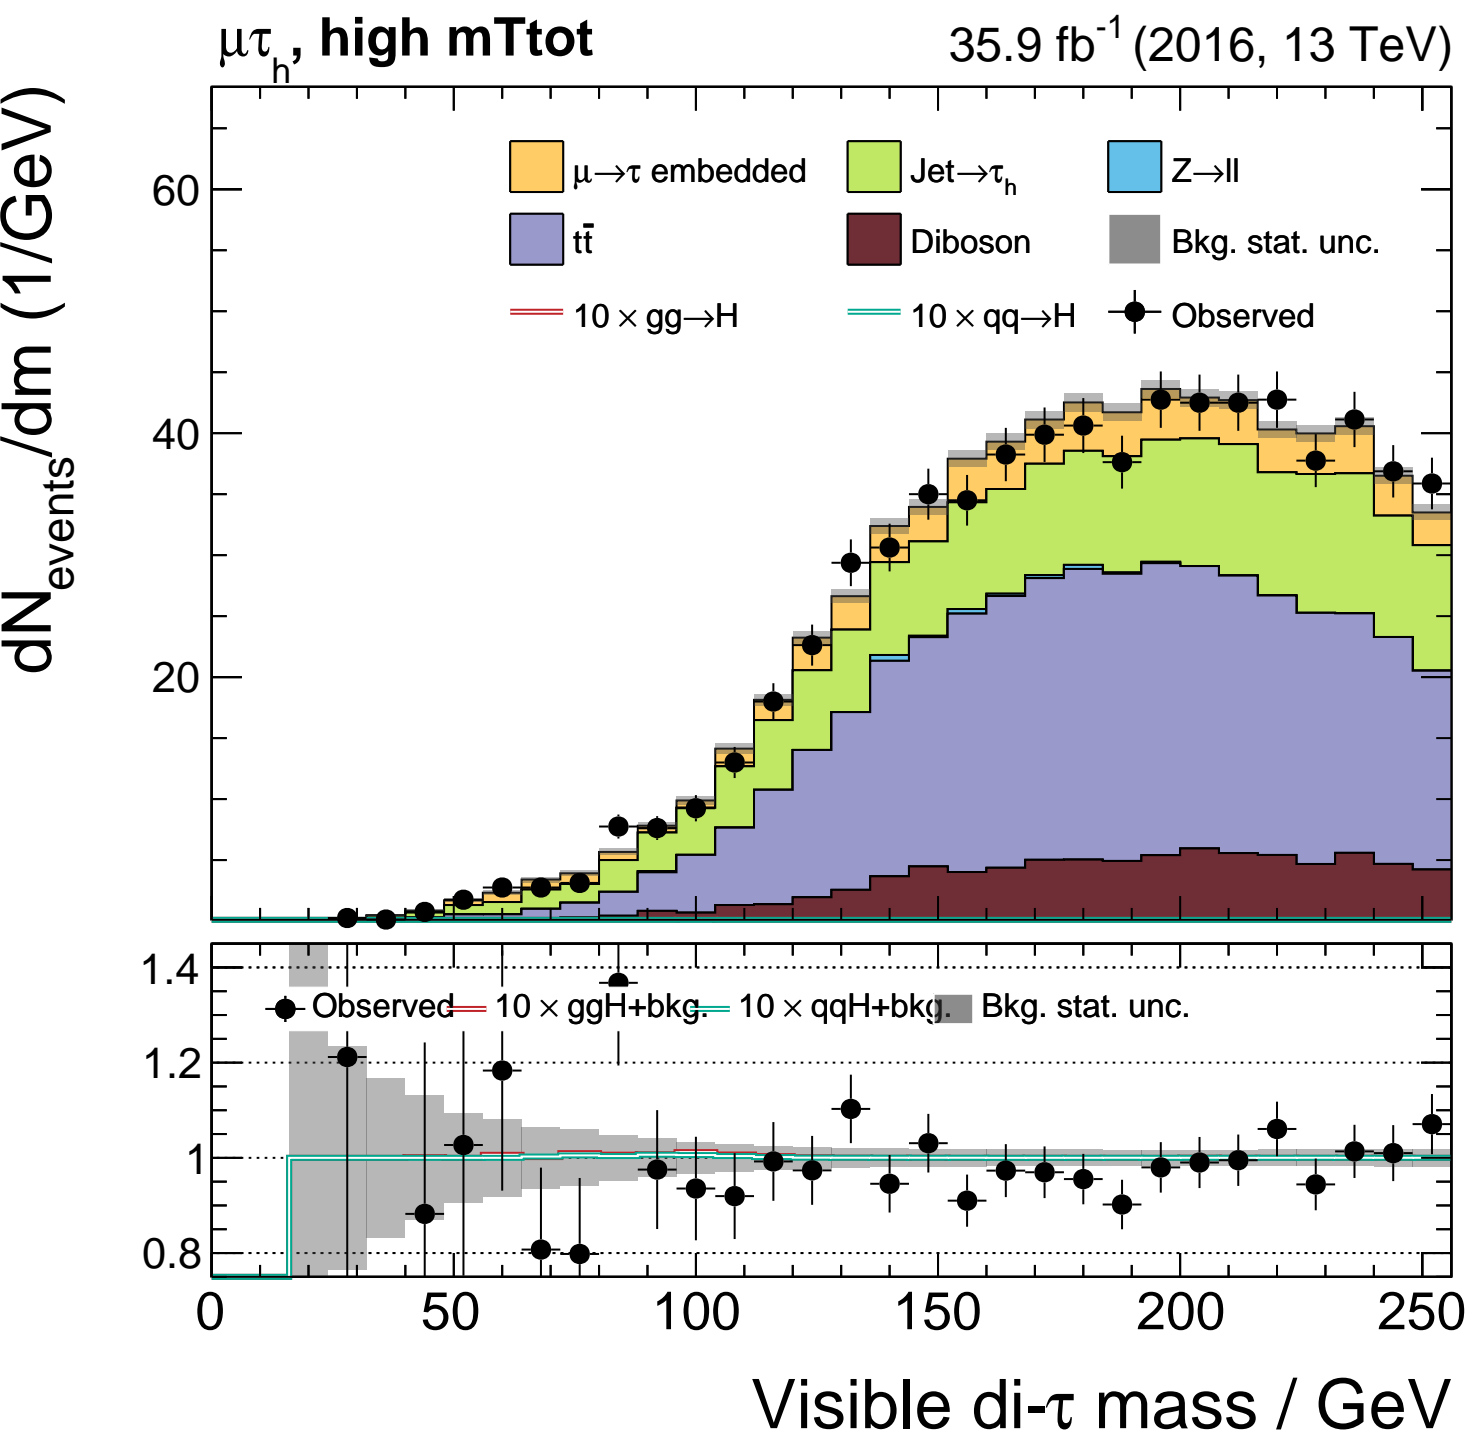 μτh, high mTtot 35.9 fb-1 (2016, 13 TeV)
dNevents/dm (1/GeV)
60
40
20
μ→τ embedded Jet→τh Z→ll
tt̄ Diboson Bkg. stat. unc.
10 × gg→H 10 × qq→H Observed
1.4
1.2
1
0.8
Observed 10 × ggH+bkg. 10 × qqH+bkg. Bkg. stat. unc.
0 50 100 150 200 250
Visible di-τ mass / GeV